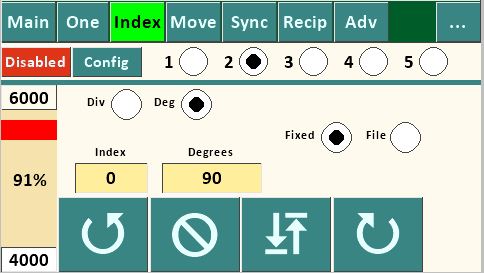 Main One Index Move Sync Recip Adv ...
Disabled Config 1 2 3 4 5
6000 Div Deg
Fixed File
Index Degrees
91% 0 90
4000